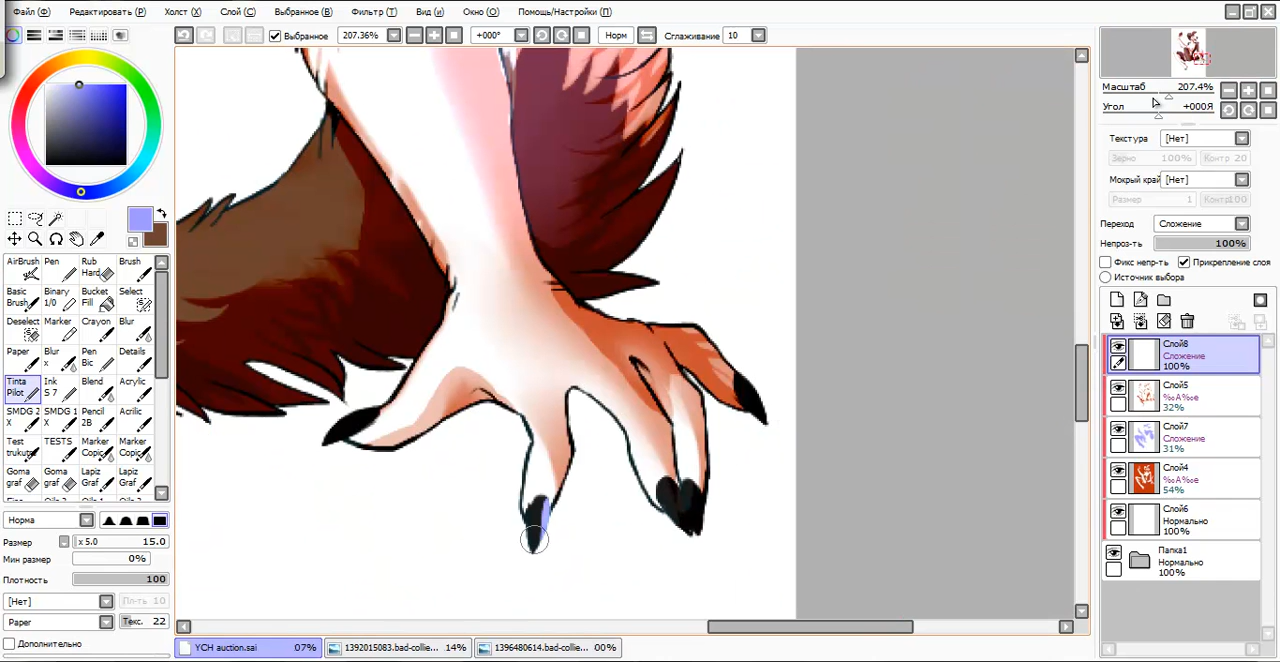 Файл (Ф) Редактировать (Р) Холст (Х) Слой (С) Выбранное (В) Фильтр (Т) Вид (и) Окно (О) Помощь/Настройки (П)
Выбранное 207.36% +000° Норм Сглаживание 10
Масштаб 207.4%
Угол +000Я
Текстура [Нет]
Зерно 100% Контр 20
Мокрый край [Нет]
Размер 1
Переход Сложение
Непроз-ть 100%
Фикс непр-ть Прикрепление слоя
Источник выбора
Слой8
Сложение
100%
Слой5
‰А‰е
32%
Слой7
Сложение
31%
Слой4
‰А‰е
54%
Слой6
Нормально
100%
Папка1
Нормально
100%
AirBrush Pen Rub Hard Brush
Basic Brush Binary 1/0 Bucket Fill Select
Deselect Marker Crayon Blur
Paper Blur x Pen Bic Details
Tinta Pilot Ink S 7 Blend Acrylic
SMDG 2 X SMDG 1 X Pencil 2B Acrilic
Test trukut TESTS Marker Copic Marker Copic
Goma graf Goma graf Lapiz Graf Lapiz Graf
Норма
Размер x 5.0 15.0
Мин размер 0%
Плотность 100
[Нет] Пл-ть 10
Paper Текс. 22
Дополнительно
YCH auction.sai 07% 1392015083.bad-collie... 14% 1396480614.bad-collie... 00%